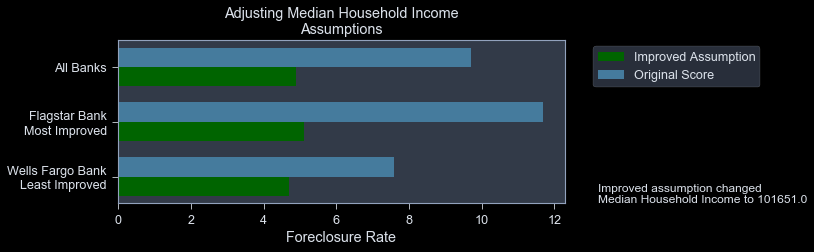 Adjusting Median Household Income
Assumptions
All Banks
Flagstar Bank
Most Improved
Wells Fargo Bank
Least Improved
0 2 4 6 8 10 12
Foreclosure Rate
Improved Assumption
Original Score
Improved assumption changed
Median Household Income to 101651.0